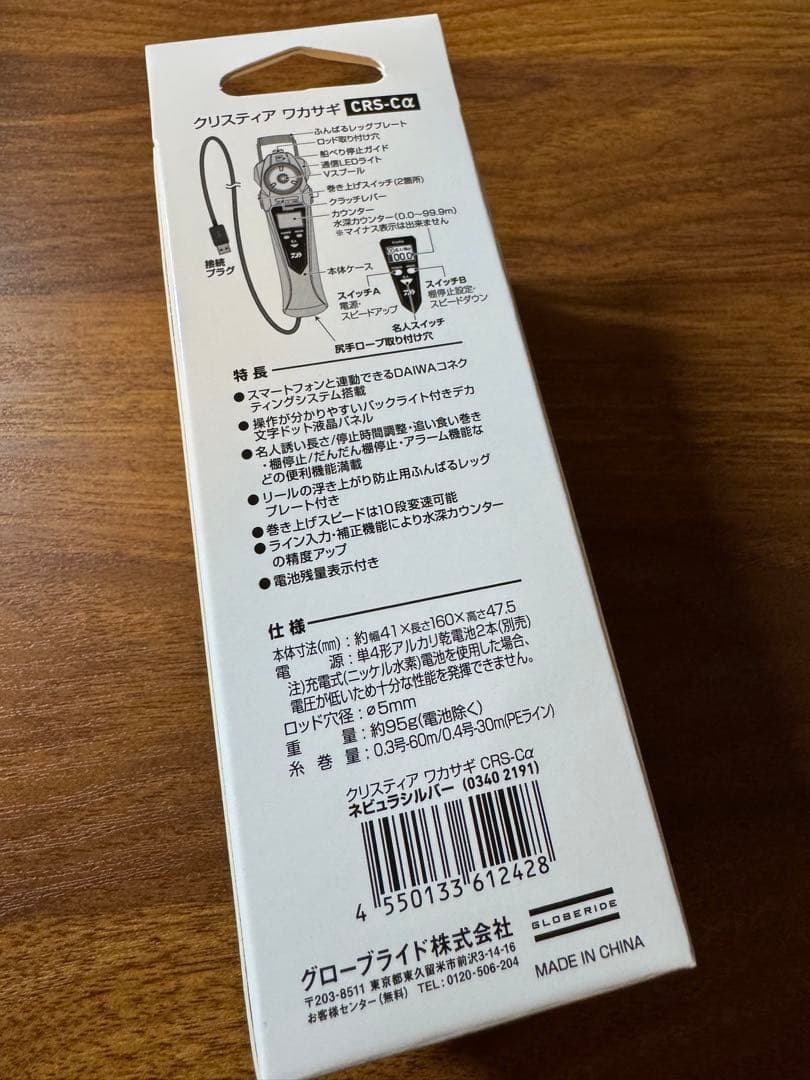 クリスティア ワカサギ CRS-Cα
ふんばるレッグプレート
ロッド取り付け穴
船べり停止ガイド
通信LEDライト
Vスプール
巻き上げスイッチ(2箇所)
クラッチレバー
カウンター
水深カウンター(0.0〜99.9m)
※マイナス表示は出来ません
接続
プラグ
本体ケース
スイッチA
電源・
スピードアップ
スイッチB
棚停止設定・
スピードダウン
名人スイッチ
尻手ロープ取り付け穴
特長
●スマートフォンと連動できるDAIWAコネク
ティングシステム搭載
●操作が分かりやすいバックライト付きデカ
文字ドット液晶パネル
●名人誘い長さ/停止時間調整・追い食い巻き
・棚停止/だんだん棚停止・アラーム機能な
どの便利機能満載
●リールの浮き上がり防止用ふんばるレッグ
プレート付き
●巻き上げスピードは10段変速可能
●ライン入力・補正機能により水深カウンター
の精度アップ
●電池残量表示付き
仕様
本体寸法(mm):約幅41×長さ160×高さ47.5
電 源:単4形アルカリ乾電池2本(別売)
注)充電式(ニッケル水素)電池を使用した場合、
電圧が低いため十分な性能を発揮できません。
ロッド穴径:ø5mm
重 量:約95g(電池除く)
糸 巻 量:0.3号-60m/0.4号-30m(PEライン)
クリスティア ワカサギ CRS-Cα
ネビュラシルバー (0340 2191)
4 550133 612428
GLOBERIDE
グローブライド株式会社
〒203-8511 東京都東久留米市前沢3-14-16
お客様センター(無料) TEL:0120-506-204
MADE IN CHINA